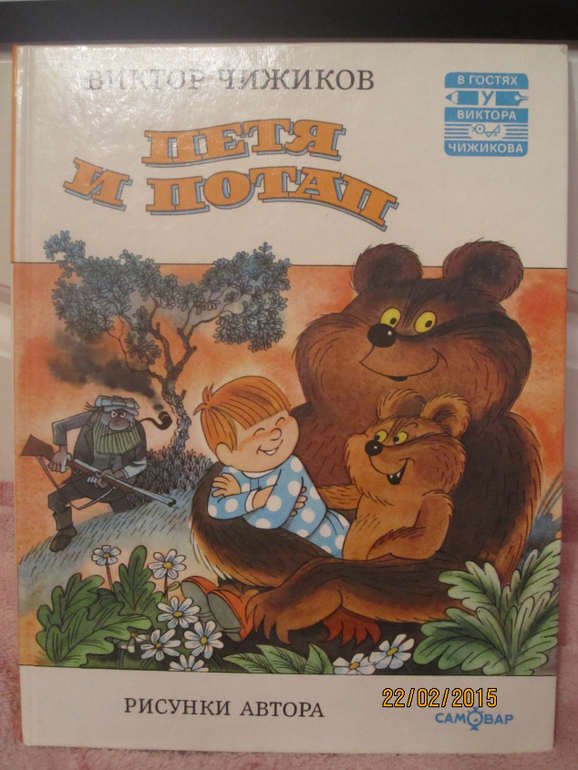 ВИКТОР ЧИЖИКОВ
В ГОСТЯХ
У
ВИКТОРА
ЧИЖИКОВА
ПЕТЯ
И ПОТАП
РИСУНКИ АВТОРА
22/02/2015
САМОВАР